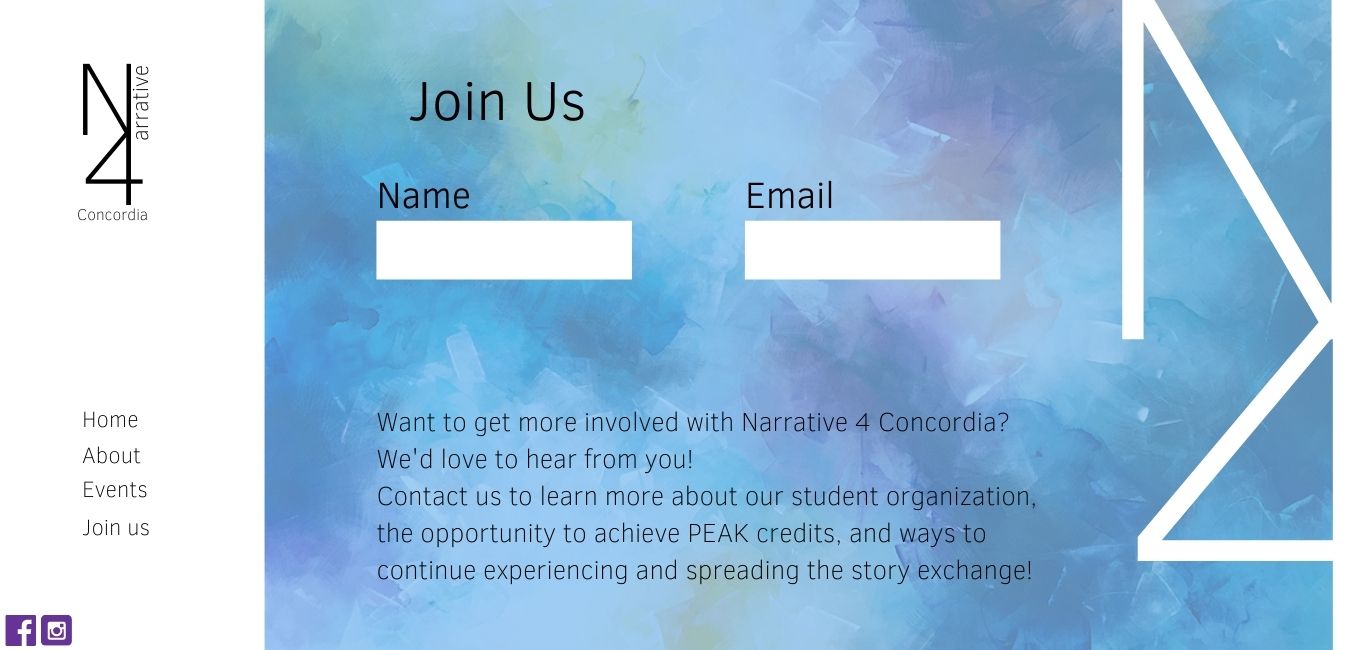 N
arrative
4
Concordia
Home
About
Events
Join us
Join Us
Name
Email
Want to get more involved with Narrative 4 Concordia?
We'd love to hear from you!
Contact us to learn more about our student organization,
the opportunity to achieve PEAK credits, and ways to
continue experiencing and spreading the story exchange!
N